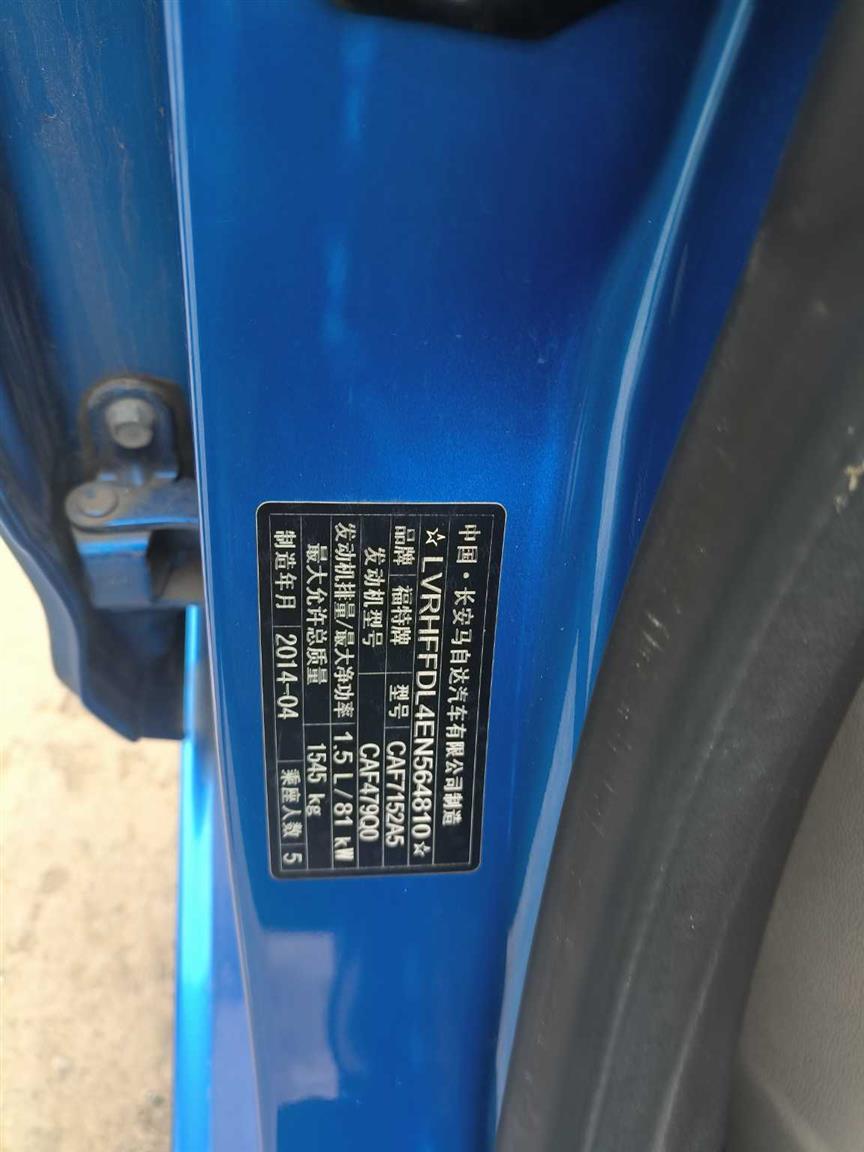 中国·长安马自达汽车有限公司制造
☆LVRHFFDL4EN564810☆
品牌 福特牌 型号 CAF7152A5
发动机型号 CAF479Q0
发动机排量/最大净功率 1.5 L/81 kW
最大允许总质量 1545 kg
制造年月 2014-04 乘座人数 5